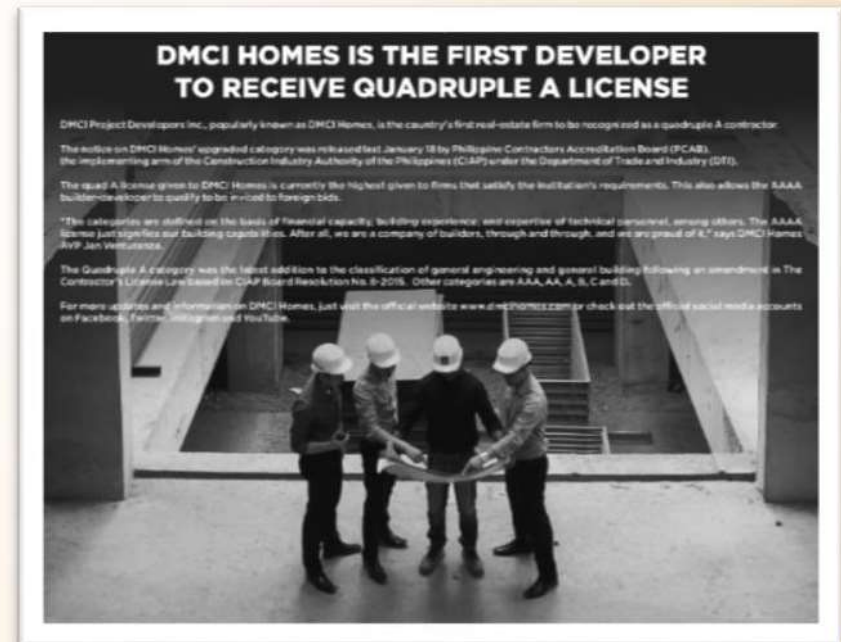 DMCI HOMES IS THE FIRST DEVELOPER
TO RECEIVE QUADRUPLE A LICENSE
DMCI Project Developers Inc., popularly known as DMCI Homes, is the country's first real-estate firm to be recognized as a quadruple A contractor.
The notice on DMCI Homes' upgraded category was released last January 18 by Philippine Contractors Accreditation Board (PCAB),
the implementing arm of the Construction Industry Authority of the Philippines (CIAP) under the Department of Trade and Industry (DTI).
The quad A license given to DMCI Homes is currently the highest given to firms that satisfy the institution's requirements. This also allows the AAAA
builder-developer to qualify to be invited to foreign bids.
"The categories are defined on the basis of financial capacity, building experience, and expertise of technical personnel, among others. The AAAA
license just signifies our building capabilities. After all, we are a company of builders, through and through, and we are proud of it," says DMCI Homes
AVP Jan Venturanza.
The Quadruple A category was the latest addition to the classification of general engineering and general building following an amendment in The
Contractor's License Law based on CIAP Board Resolution No. 11-2015. Other categories are AAA, AA, A, B, C and D.
For more updates and information on DMCI Homes, just visit the official website www.dmcihomes.com or check out the official social media accounts
on Facebook, Twitter, Instagram and YouTube.